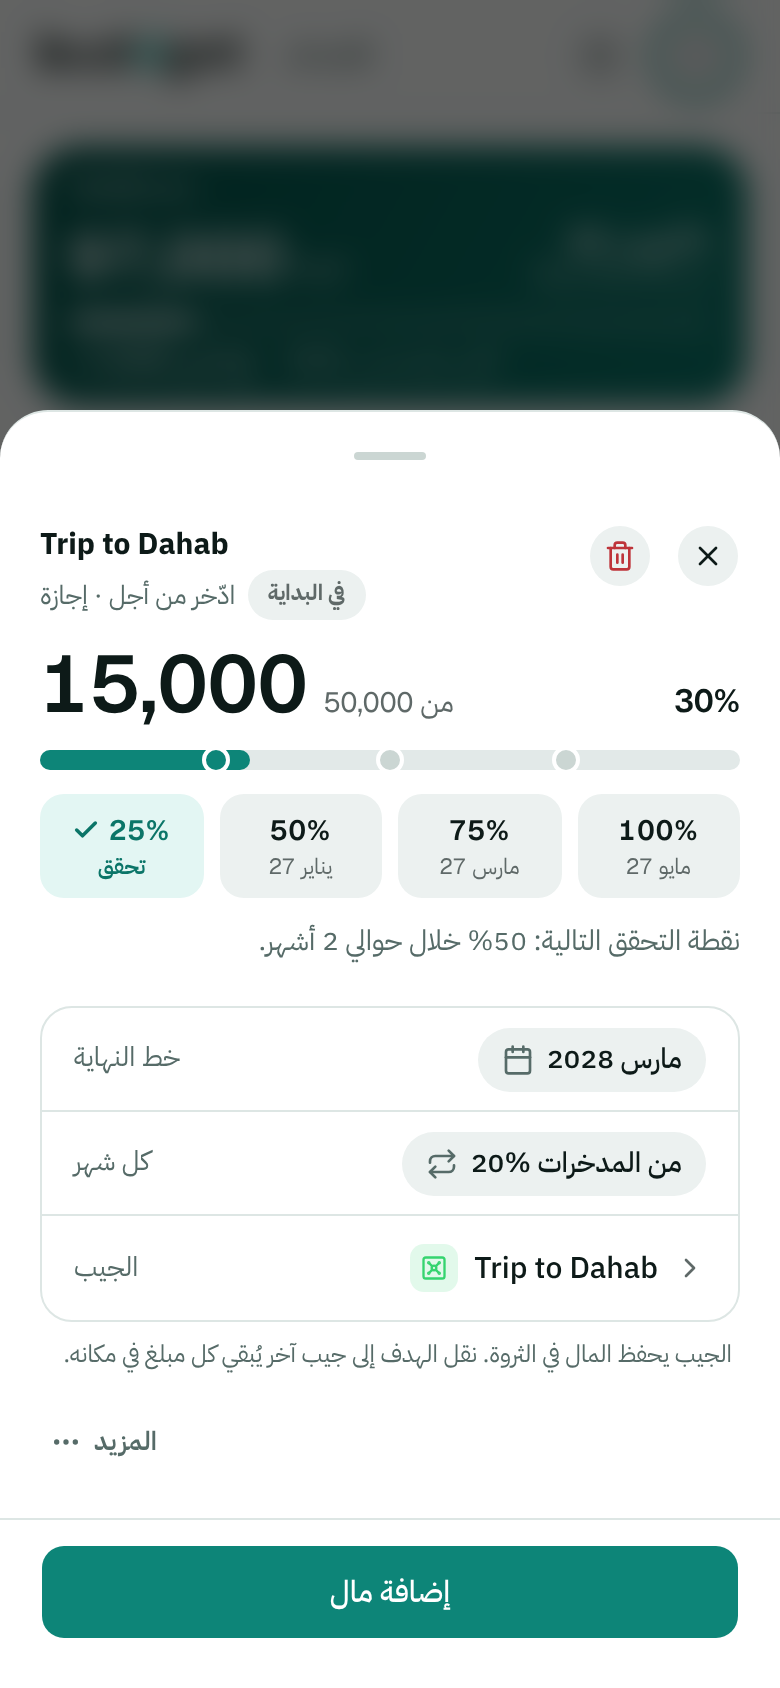 Trip to Dahab
ادّخر من أجل · إجازة
في البداية
15,000 من 50,000
30%
25%
تحقق
50%
يناير 27
75%
مارس 27
100%
مايو 27
نقطة التحقق التالية: 50% خلال حوالي 2 أشهر.
خط النهاية
مارس 2028
كل شهر
20% من المدخرات
الجيب
Trip to Dahab
الجيب يحفظ المال في الثروة. نقل الهدف إلى جيب آخر يُبقي كل مبلغ في مكانه.
المزيد
إضافة مال